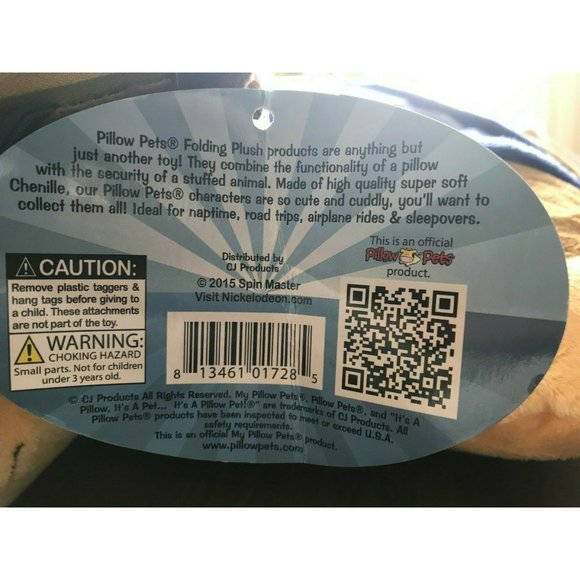 Pillow Pets® Folding Plush products are anything but
just another toy! They combine the functionality of a pillow
with the security of a stuffed animal. Made of high quality super soft
Chenille, our Pillow Pets® characters are so cute and cuddly, you'll want to
collect them all! Ideal for naptime, road trips, airplane rides & sleepovers.
Distributed by
CJ Products
© 2015 Spin Master
Visit Nickelodeon.com
This is an official
Pillow Pets
product.
CAUTION:
Remove plastic taggers &
hang tags before giving to
a child. These attachments
are not part of the toy.
WARNING:
CHOKING HAZARD
Small parts. Not for children
under 3 years old.
8 13461 01728 5
© CJ Products All Rights Reserved. My Pillow Pets®, Pillow Pets®, and "It's A
Pillow, It's A Pet... It's A Pillow Pet!®" are trademarks of CJ Products. All
Pillow Pets® products have been inspected to meet or exceed U.S.A.
safety requirements.
This is an official My Pillow Pets® product.
www.pillowpets.com